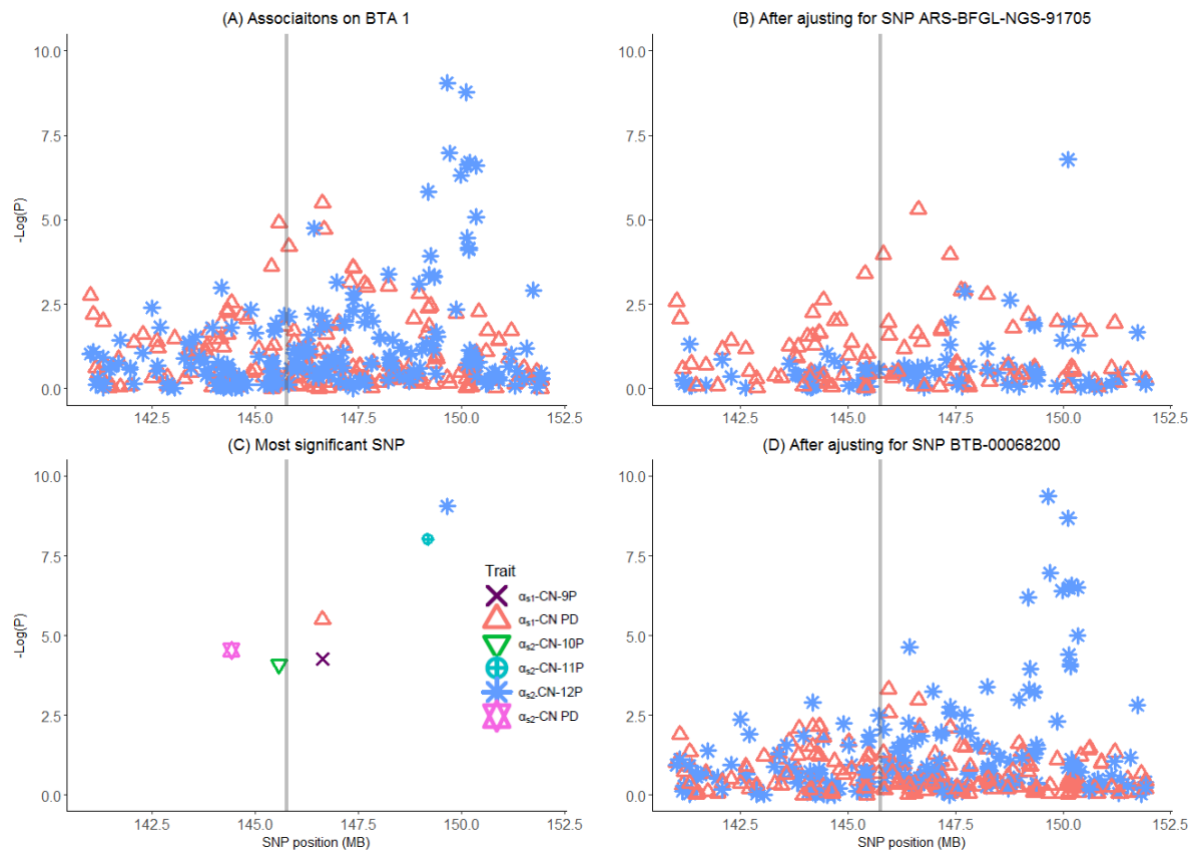 (A) Associaitons on BTA 1
10.0
7.5
5.0
2.5
0.0
-Log(P)
142.5 145.0 147.5 150.0 152.5
SNP position (MB)
(B) After ajusting for SNP ARS-BFGL-NGS-91705
10.0
7.5
5.0
2.5
0.0
142.5 145.0 147.5 150.0 152.5
SNP position (MB)
(C) Most significant SNP
10.0
7.5
5.0
2.5
0.0
-Log(P)
Trait
αs1-CN-9P
αs1-CN PD
αs2-CN-10P
αs2-CN-11P
αs2-CN-12P
αs2-CN PD
142.5 145.0 147.5 150.0 152.5
SNP position (MB)
(D) After ajusting for SNP BTB-00068200
10.0
7.5
5.0
2.5
0.0
142.5 145.0 147.5 150.0 152.5
SNP position (MB)